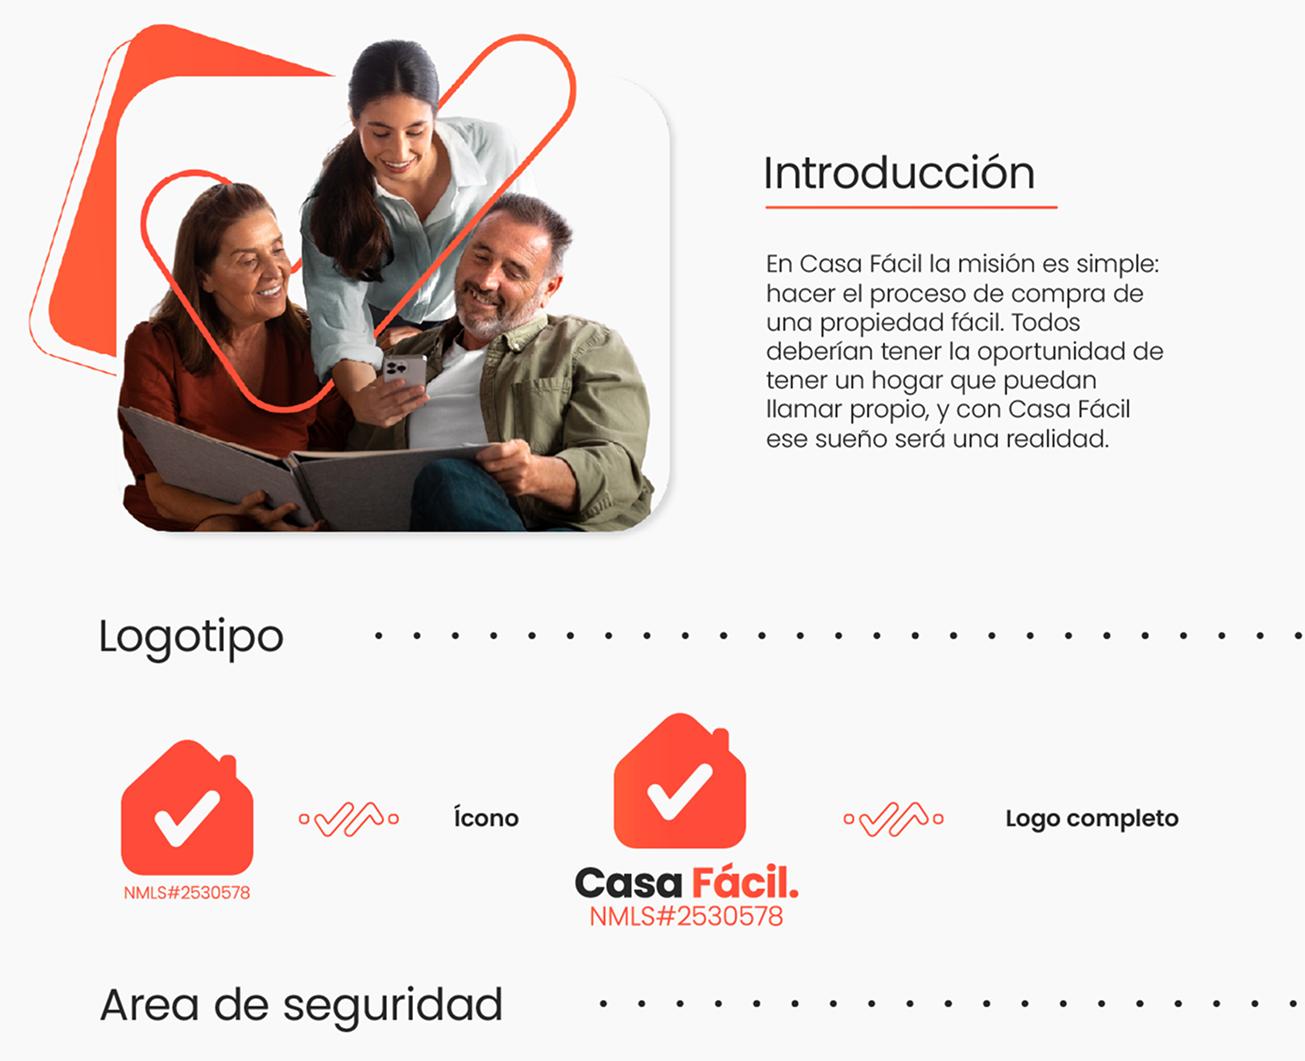 Introducción
En Casa Fácil la misión es simple:
hacer el proceso de compra de
una propiedad fácil. Todos
deberían tener la oportunidad de
tener un hogar que puedan
llamar propio, y con Casa Fácil
ese sueño será una realidad.
Logotipo
NMLS#2530578
Ícono
Casa Fácil.
NMLS#2530578
Logo completo
Area de seguridad